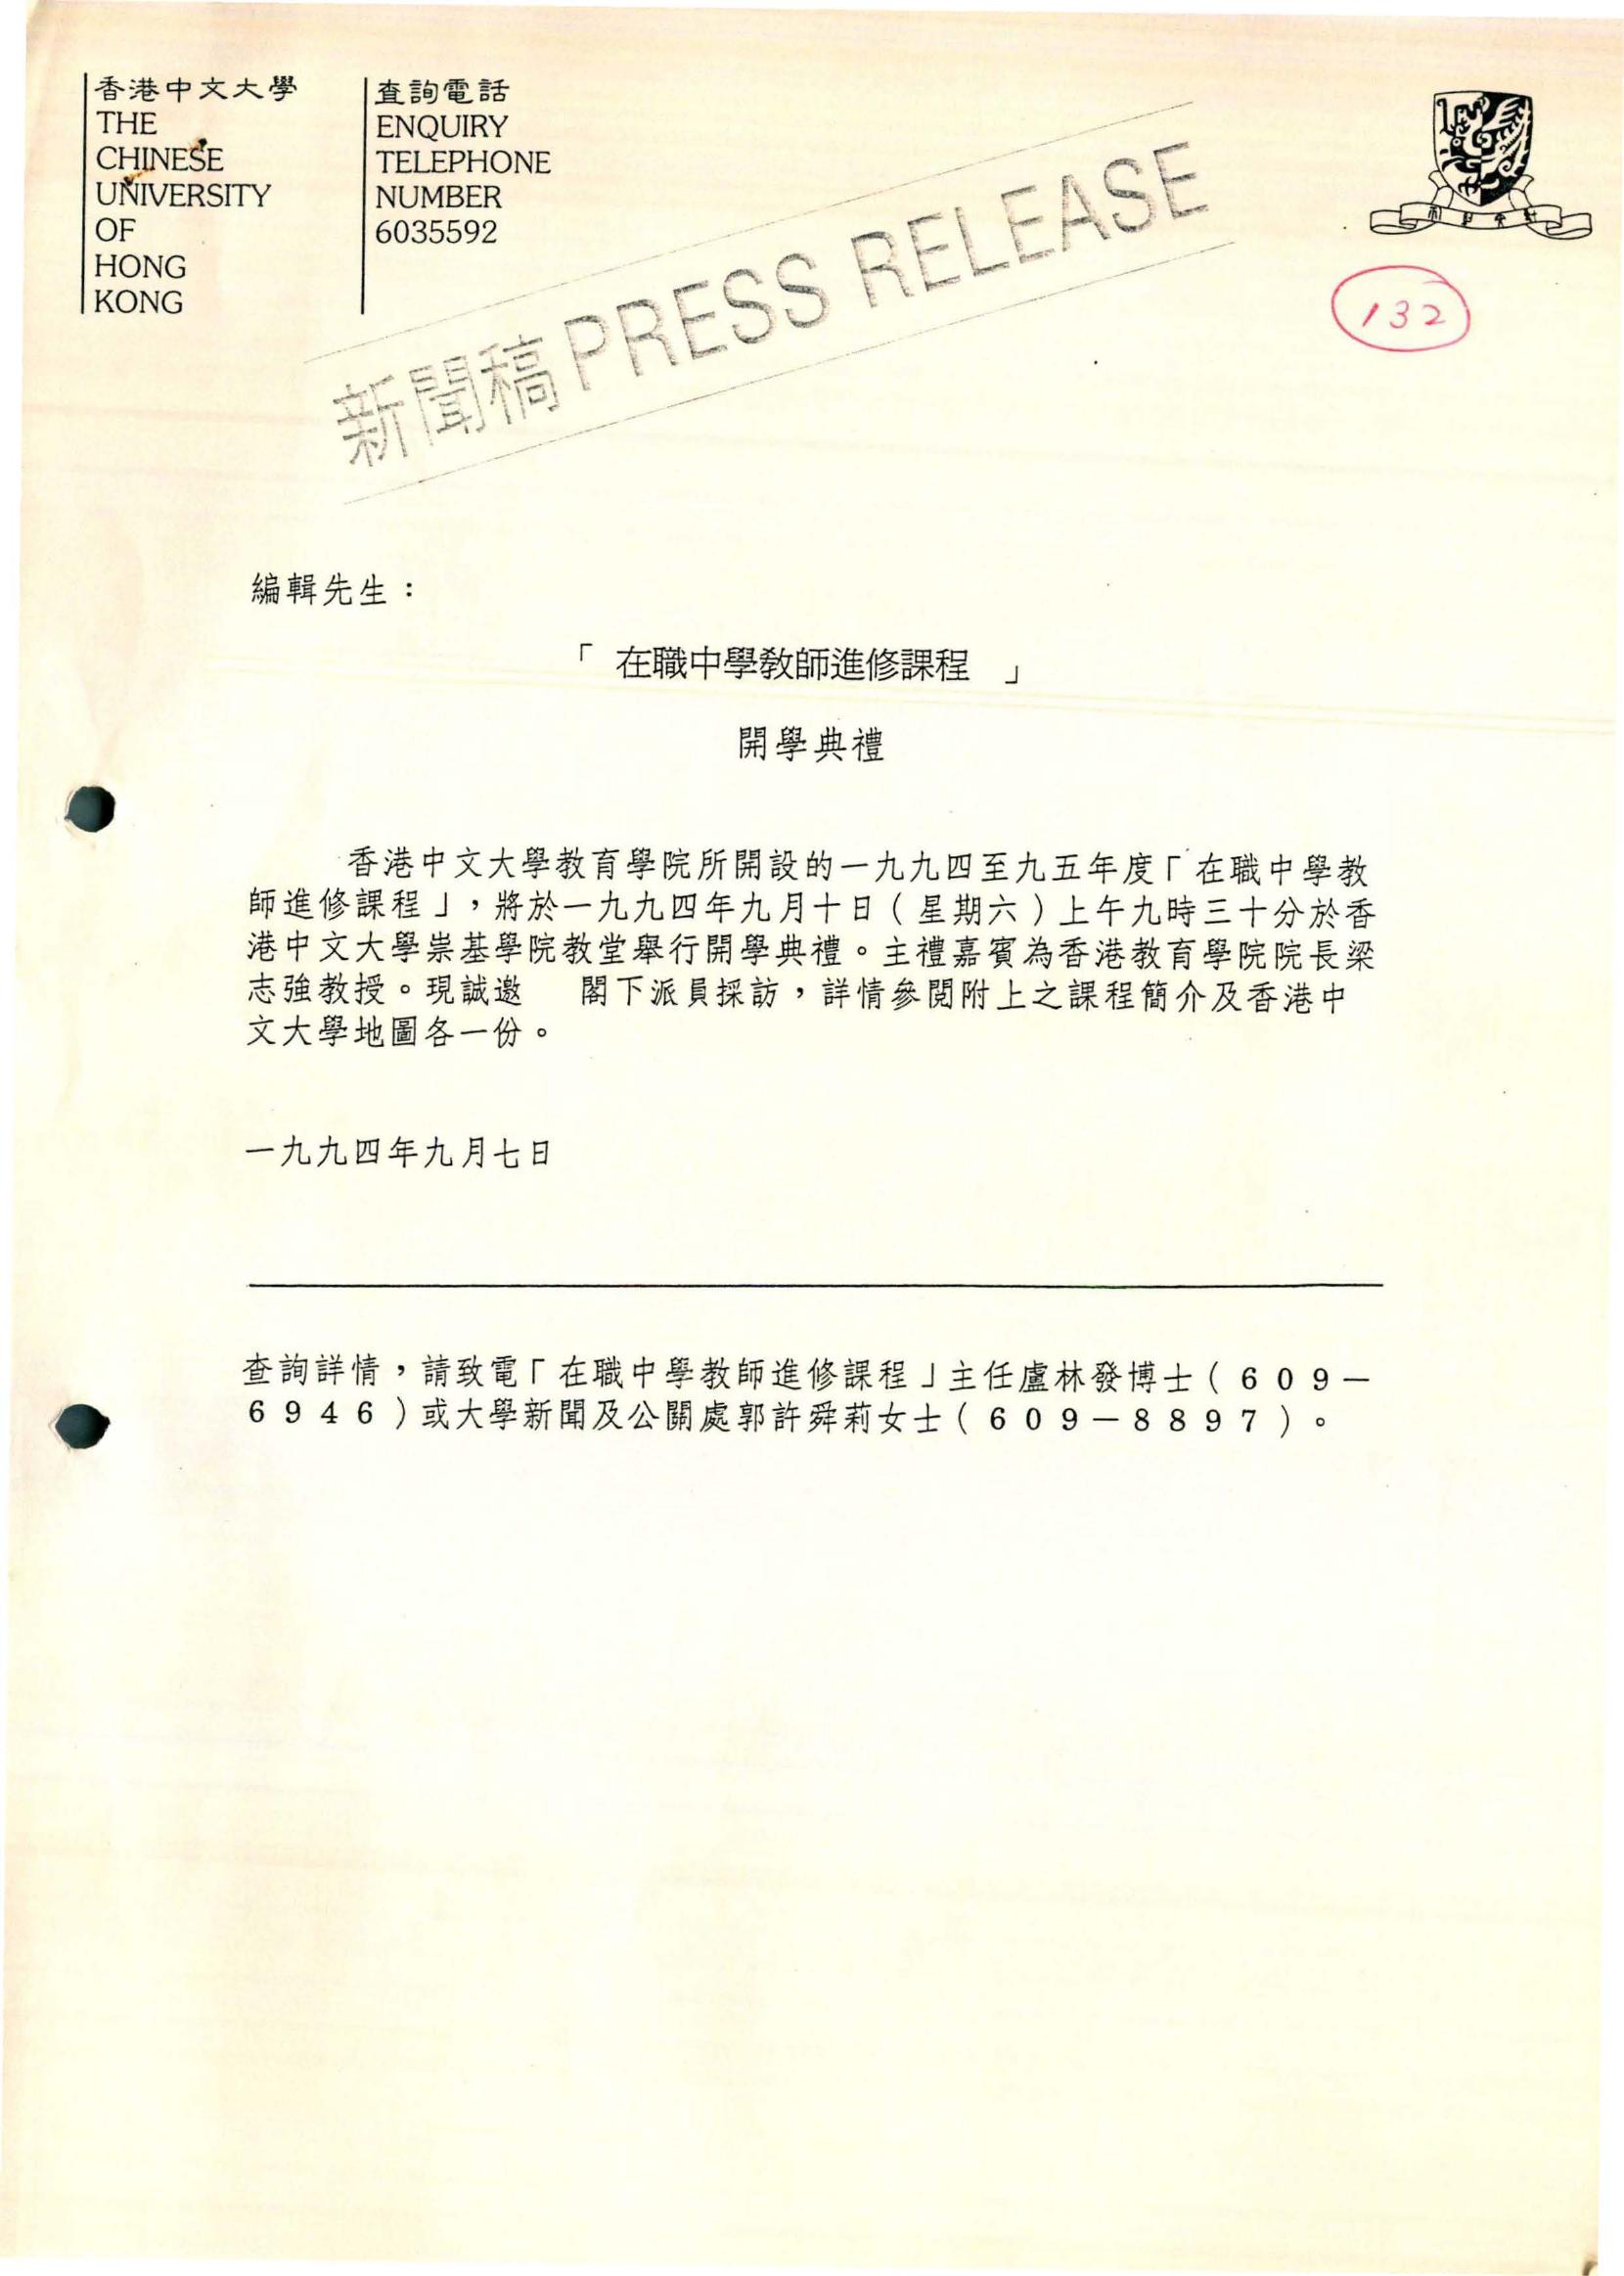 香港中文大學
THE
CHINESE
UNIVERSITY
OF
HONG
KONG
查詢電話
ENQUIRY
TELEPHONE
NUMBER
6035592
新聞稿 PRESS RELEASE
132
編輯先生：
「 在職中學教師進修課程 」
開學典禮
香港中文大學教育學院所開設的一九九四至九五年度「在職中學教
師進修課程」，將於一九九四年九月十日（星期六）上午九時三十分於香
港中文大學崇基學院教堂舉行開學典禮。主禮嘉賓為香港教育學院院長梁
志強教授。現誠邀　閣下派員採訪，詳情參閱附上之課程簡介及香港中
文大學地圖各一份。
一九九四年九月七日
查詢詳情，請致電「在職中學教師進修課程」主任盧林發博士（６０９－
６９４６）或大學新聞及公關處郭許舜莉女士（６０９－８８９７）。